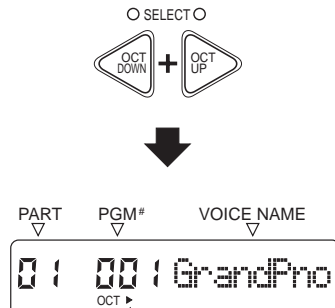 SELECT
OCT DOWN + OCT UP
PART PGM# VOICE NAME
01 001 GrandPno
OCT